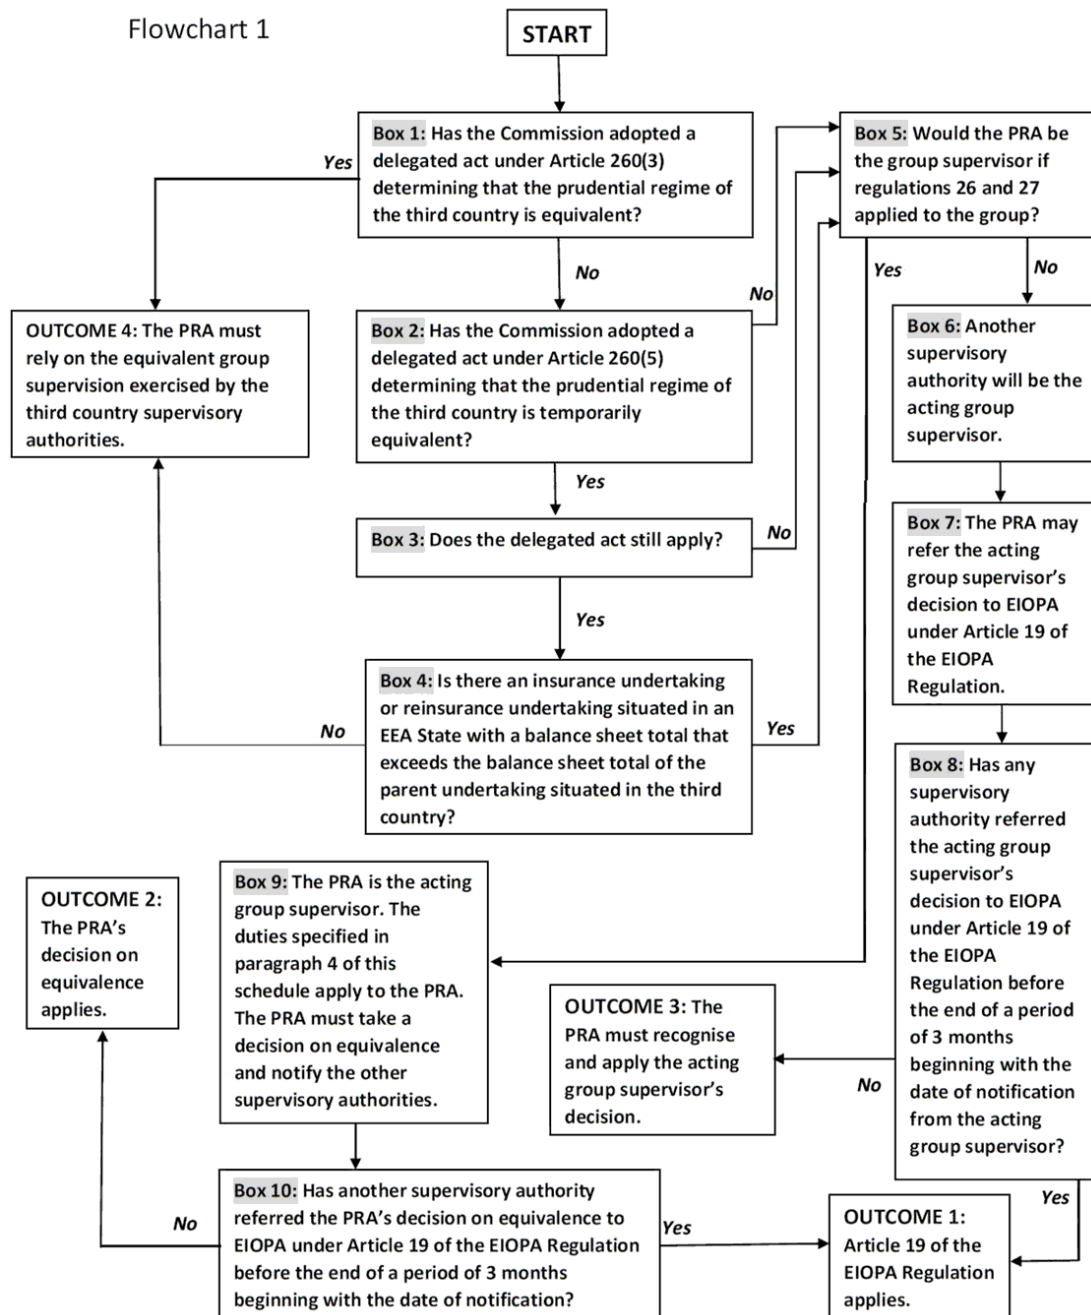 Flowchart 1
START
Box 1: Has the Commission adopted a
delegated act under Article 260(3)
determining that the prudential regime of
the third country is equivalent?
Yes
No
Box 5: Would the PRA be
the group supervisor if
regulations 26 and 27
applied to the group?
Yes
No
OUTCOME 4: The PRA must
rely on the equivalent group
supervision exercised by the
third country supervisory
authorities.
Box 2: Has the Commission adopted a
delegated act under Article 260(5)
determining that the prudential regime of
the third country is temporarily
equivalent?
No
Yes
Box 6: Another
supervisory
authority will be the
acting group
supervisor.
Box 3: Does the delegated act still apply?
No
Yes
Box 7: The PRA may
refer the acting
group supervisor's
decision to EIOPA
under Article 19 of
the EIOPA
Regulation.
Box 4: Is there an insurance undertaking
or reinsurance undertaking situated in an
EEA State with a balance sheet total that
exceeds the balance sheet total of the
parent undertaking situated in the third
country?
No
Yes
Box 8: Has any
supervisory
authority referred
the acting group
supervisor's
decision to EIOPA
under Article 19 of
the EIOPA
Regulation before
the end of a period
of 3 months
beginning with the
date of notification
from the acting
group supervisor?
No
Yes
OUTCOME 2:
The PRA's
decision on
equivalence
applies.
Box 9: The PRA is the acting
group supervisor. The
duties specified in
paragraph 4 of this
schedule apply to the PRA.
The PRA must take a
decision on equivalence
and notify the other
supervisory authorities.
OUTCOME 3: The
PRA must recognise
and apply the acting
group supervisor's
decision.
Box 10: Has another supervisory authority
referred the PRA's decision on equivalence to
EIOPA under Article 19 of the EIOPA Regulation
before the end of a period of 3 months
beginning with the date of notification?
No
Yes
OUTCOME 1:
Article 19 of the
EIOPA Regulation
applies.